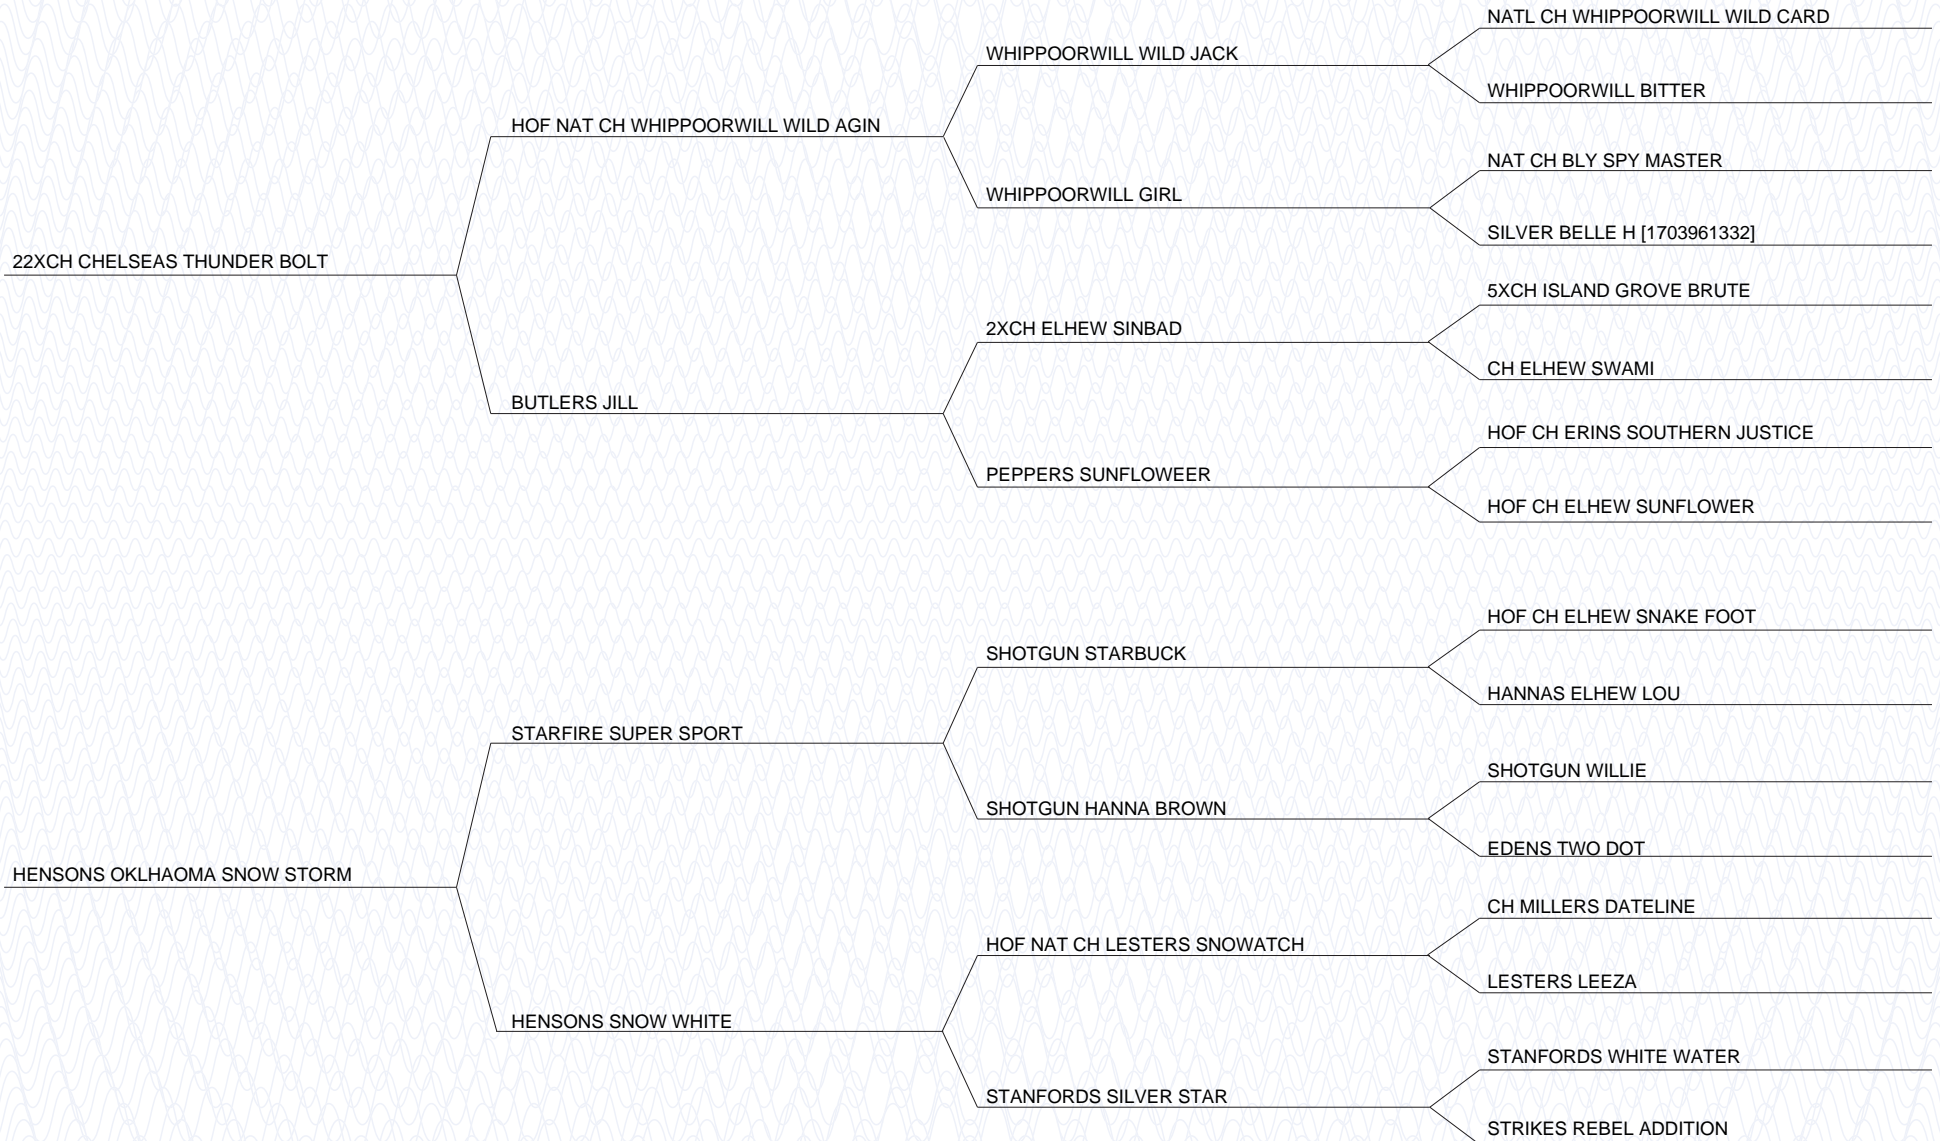 NATL CH WHIPPOORWILL WILD CARD
WHIPPOORWILL WILD JACK
WHIPPOORWILL BITTER
HOF NAT CH WHIPPOORWILL WILD AGIN
NAT CH BLY SPY MASTER
WHIPPOORWILL GIRL
SILVER BELLE H [1703961332]
22XCH CHELSEAS THUNDER BOLT
5XCH ISLAND GROVE BRUTE
2XCH ELHEW SINBAD
CH ELHEW SWAMI
BUTLERS JILL
HOF CH ERINS SOUTHERN JUSTICE
PEPPERS SUNFLOWEER
HOF CH ELHEW SUNFLOWER
HOF CH ELHEW SNAKE FOOT
SHOTGUN STARBUCK
HANNAS ELHEW LOU
STARFIRE SUPER SPORT
SHOTGUN WILLIE
SHOTGUN HANNA BROWN
EDENS TWO DOT
HENSONS OKLHAOMA SNOW STORM
CH MILLERS DATELINE
HOF NAT CH LESTERS SNOWATCH
LESTERS LEEZA
HENSONS SNOW WHITE
STANFORDS WHITE WATER
STANFORDS SILVER STAR
STRIKES REBEL ADDITION